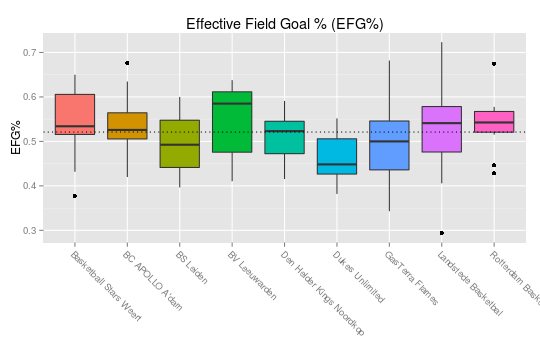 Effective Field Goal % (EFG%)
EFG%
0.7
0.6
0.5
0.4
0.3
Basketball Stars Weert
BC APOLLO A'dam
BS Leiden
BV Leeuwarden
Den Helder Kings Noordkop
Dukes Unlimited
GasTerra Flames
Landstede Basketbal
Rotterdam Bask